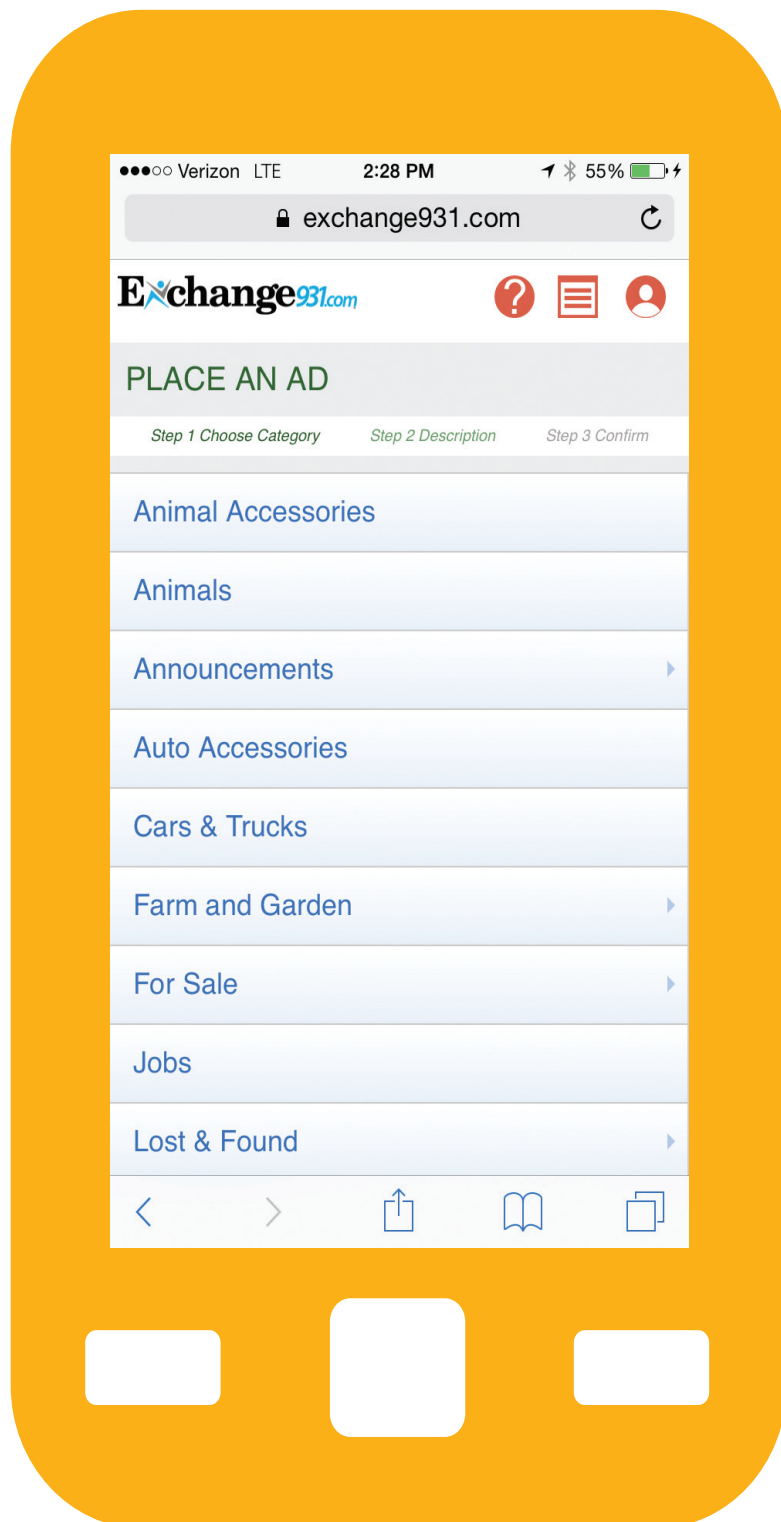 Verizon LTE 2:28 PM 55%
exchange931.com
Exchange931.com
PLACE AN AD
Step 1 Choose Category Step 2 Description Step 3 Confirm
Animal Accessories
Animals
Announcements
Auto Accessories
Cars & Trucks
Farm and Garden
For Sale
Jobs
Lost & Found